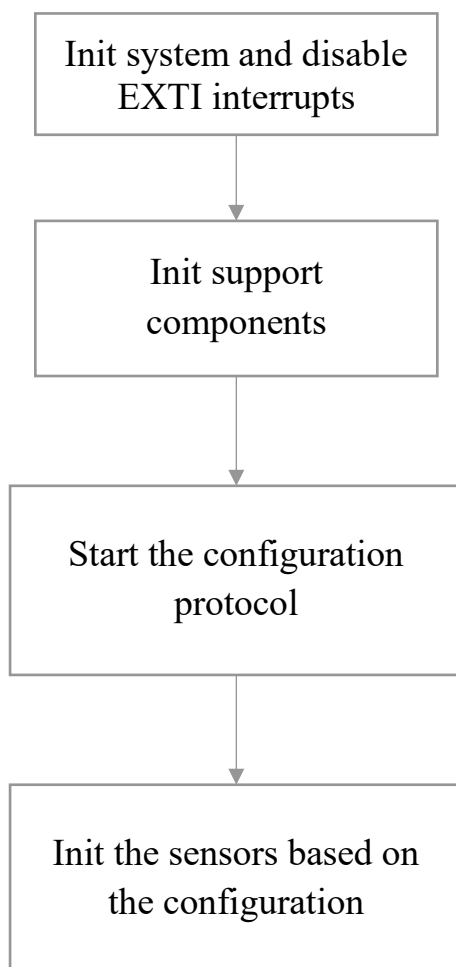 Init system and disable
EXTI interrupts
Init support
components
Start the configuration
protocol
Init the sensors based on
the configuration